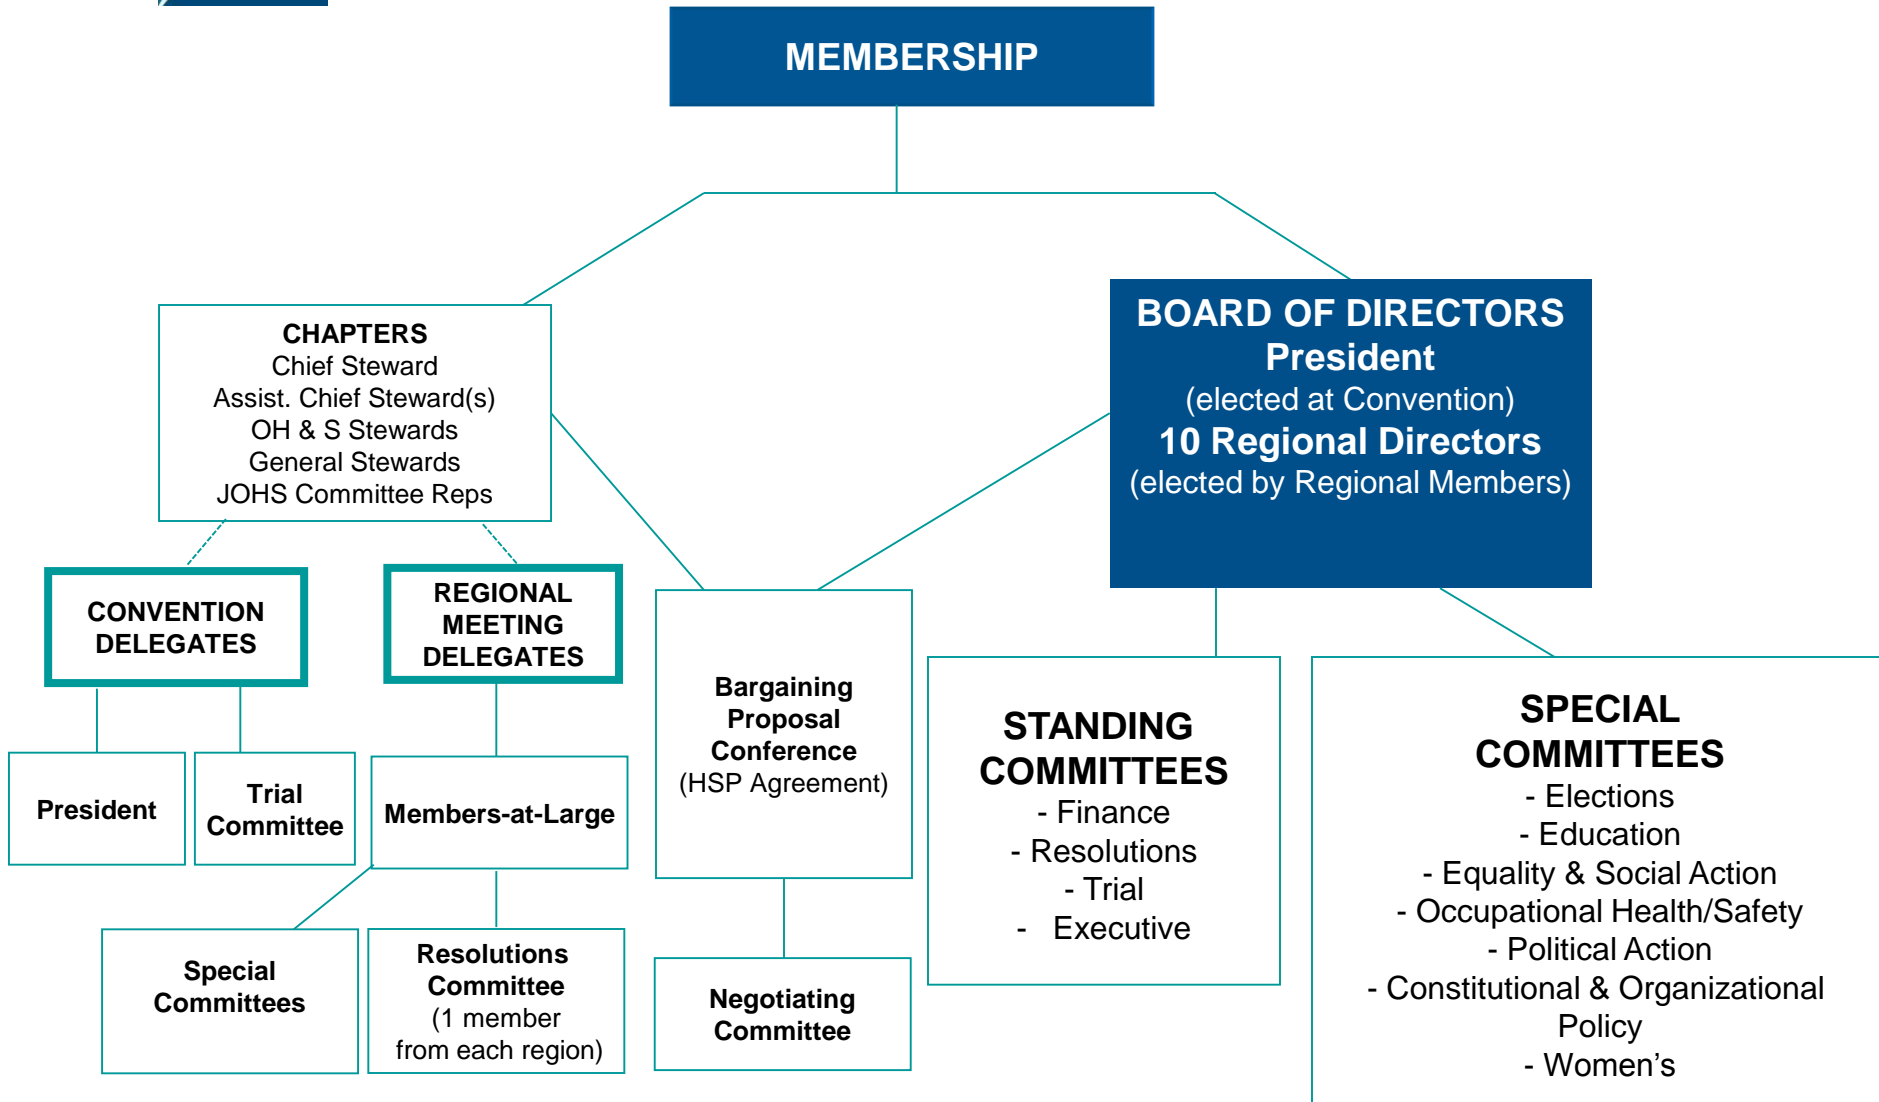 MEMBERSHIP
CHAPTERS
Chief Steward
Assist. Chief Steward(s)
OH & S Stewards
General Stewards
JOHS Committee Reps
BOARD OF DIRECTORS
President
(elected at Convention)
10 Regional Directors
(elected by Regional Members)
CONVENTION
DELEGATES
REGIONAL
MEETING
DELEGATES
President
Trial
Committee
Members-at-Large
Special
Committees
Resolutions
Committee
(1 member
from each region)
Bargaining
Proposal
Conference
(HSP Agreement)
Negotiating
Committee
STANDING
COMMITTEES
- Finance
- Resolutions
- Trial
- Executive
SPECIAL
COMMITTEES
- Elections
- Education
- Equality & Social Action
- Occupational Health/Safety
- Political Action
- Constitutional & Organizational
Policy
- Women’s